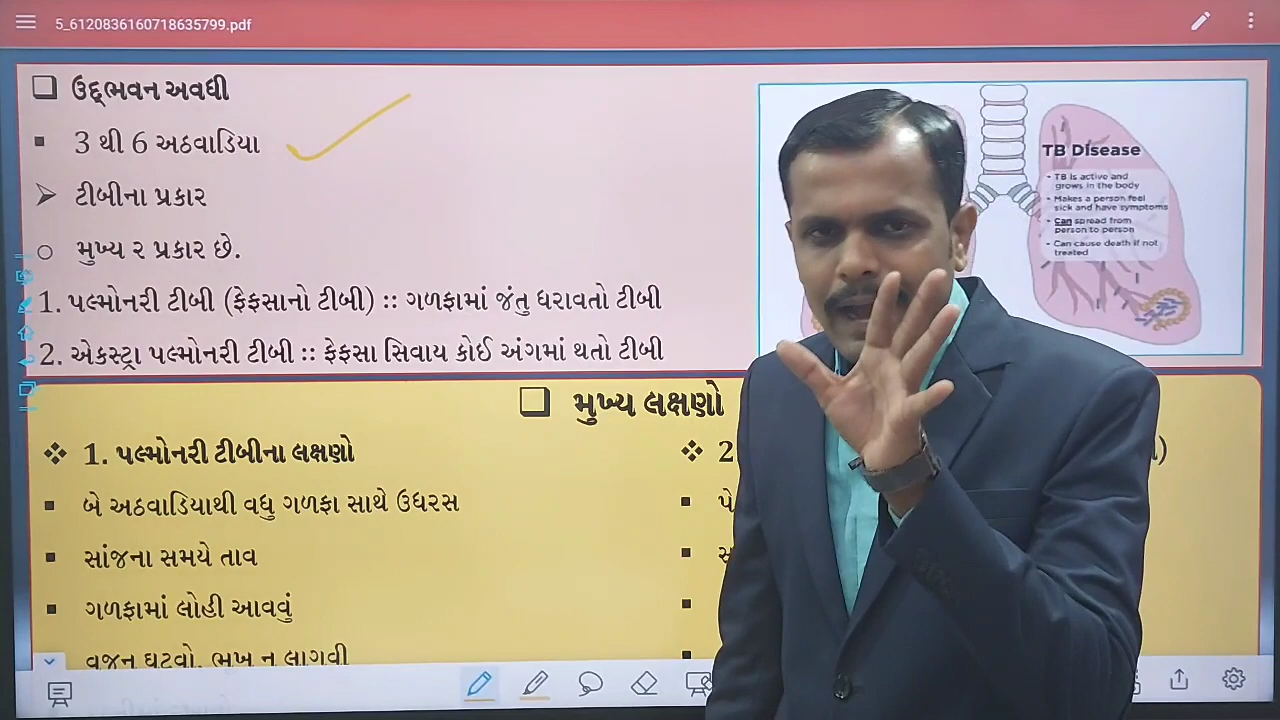 5_6120836160718635799.pdf
ઉદ્ભવન અવધી
3 થી 6 અઠવાડિયા
ટીબીના પ્રકાર
મુખ્ય ૨ પ્રકાર છે.
1. પલ્મોનરી ટીબી (ફેફસાનો ટીબી) :: ગળફામાં જંતુ ધરાવતો ટીબી
2. એકસ્ટ્રા પલ્મોનરી ટીબી :: ફેફસા સિવાય કોઈ અંગમાં થતો ટીબી
TB Disease
TB is active and
grows in the body
Makes a person feel
sick and have symptoms
Can spread from
person to person
Can cause death if not
treated
મુખ્ય લક્ષણો
1. પલ્મોનરી ટીબીના લક્ષણો
બે અઠવાડિયાથી વધુ ગળફા સાથે ઉધરસ
સાંજના સમયે તાવ
ગળફામાં લોહી આવવું
વજન ઘટવો, ભુખ ન લાગવી
2